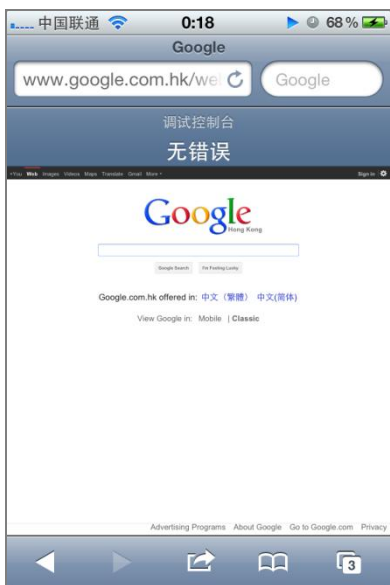 中国联通 0:18 68%
Google
www.google.com.hk/we Google
调试控制台
无错误
+You Web Images Videos Maps Translate Gmail More Sign in
Google
Hong Kong
Google Search I'm Feeling Lucky
Google.com.hk offered in: 中文（繁體） 中文(简体)
View Google in: Mobile | Classic
Advertising Programs About Google Go to Google.com Privacy
3